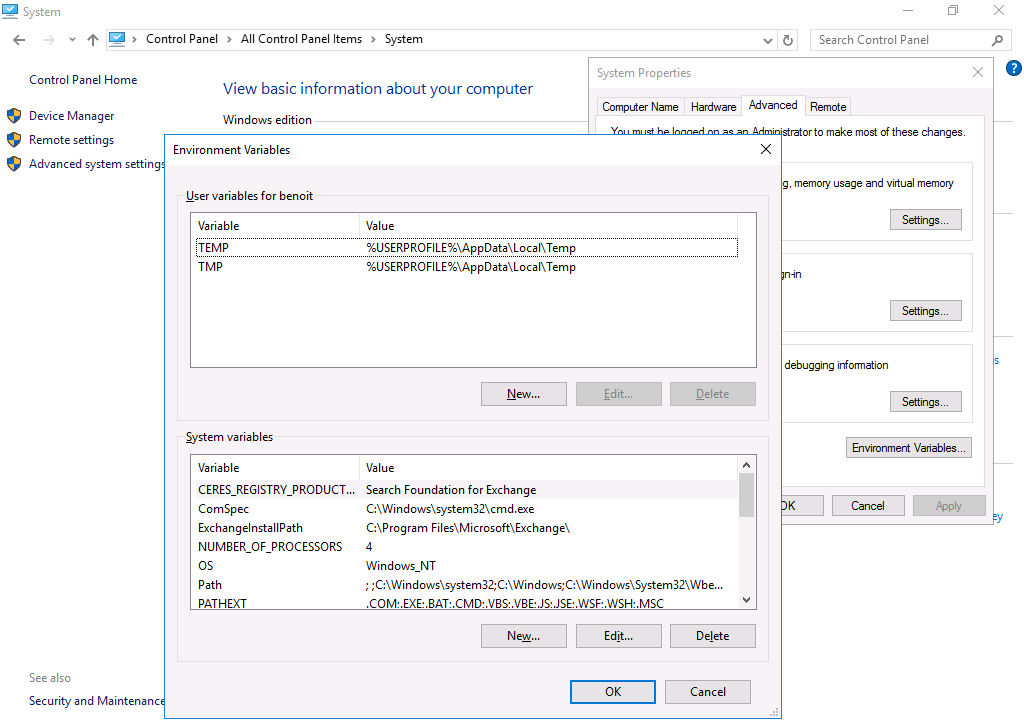 System
Control Panel > All Control Panel Items > System
Search Control Panel
Control Panel Home
Device Manager
Remote settings
Advanced system settings
View basic information about your computer
Windows edition
System Properties
Computer Name Hardware Advanced Remote
You must be logged on as an Administrator to make most of these changes.
g, memory usage and virtual memory
Settings...
gn-in
Settings...
debugging information
Settings...
Environment Variables...
OK Cancel Apply
?
s
ey
Environment Variables
User variables for benoit
Variable Value
TEMP %USERPROFILE%\AppData\Local\Temp
TMP %USERPROFILE%\AppData\Local\Temp
New... Edit... Delete
System variables
Variable Value
CERES_REGISTRY_PRODUCT... Search Foundation for Exchange
ComSpec C:\Windows\system32\cmd.exe
ExchangeInstallPath C:\Program Files\Microsoft\Exchange\
NUMBER_OF_PROCESSORS 4
OS Windows_NT
Path ; ;C:\Windows\system32;C:\Windows;C:\Windows\System32\Wbe...
PATHEXT .COM;.EXE;.BAT;.CMD;.VBS;.VBE;.JS;.JSE;.WSF;.WSH;.MSC
New... Edit... Delete
OK Cancel
See also
Security and Maintenance